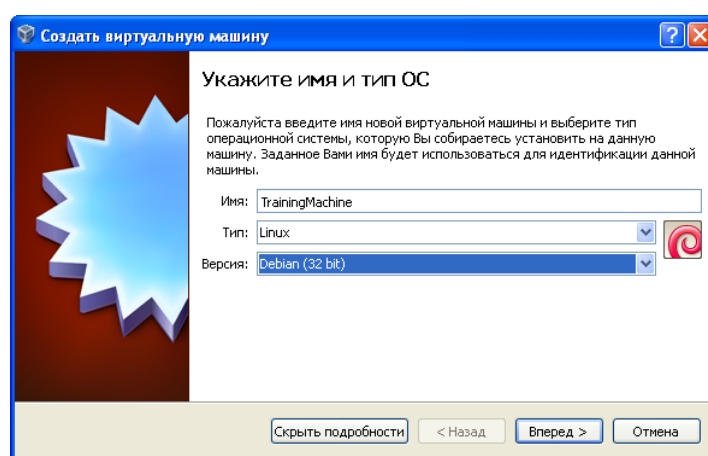 Создать виртуальную машину
Укажите имя и тип ОС
Пожалуйста введите имя новой виртуальной машины и выберите тип
операционной системы, которую Вы собираетесь установить на данную
машину. Заданное Вами имя будет использоваться для идентификации данной
машины.
Имя: TrainingMachine
Тип: Linux
Версия: Debian (32 bit)
Скрыть подробности < Назад Вперед > Отмена